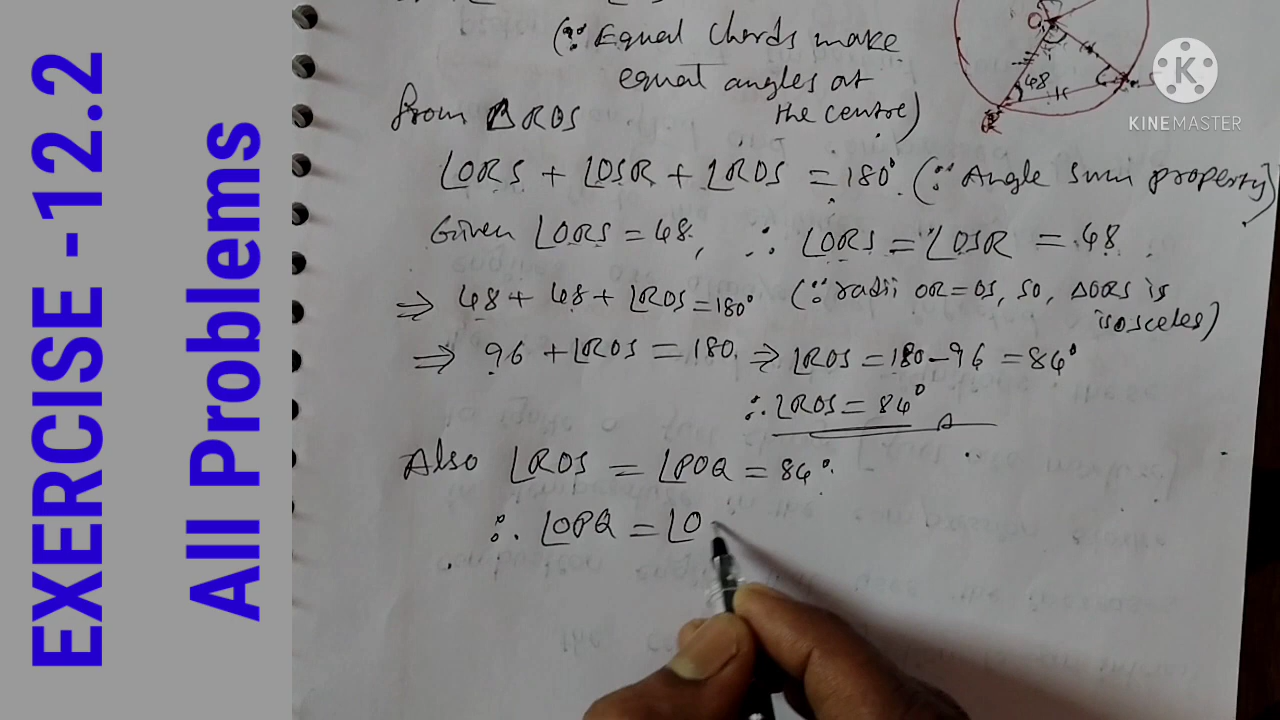 EXERCISE -12.2
All Problems
(∵ Equal Chords make
equal angles at
the centre)
from △ROS
∠ORS + ∠OSR + ∠ROS = 180° (∵ Angle sum property)
Given ∠ORS = 48, ∴ ∠ORS = ∠OSR = 48
⇒ 48 + 48 + ∠ROS = 180° (∵ radii OR = OS, so, △ORS is
isosceles)
⇒ 96 + ∠ROS = 180. ⇒ ∠ROS = 180 - 96 = 84°
∴ ∠ROS = 84°
Also ∠ROS = ∠POQ = 84°.
∴ ∠OPQ = ∠O
O
48
R
S
K
KINEMASTER